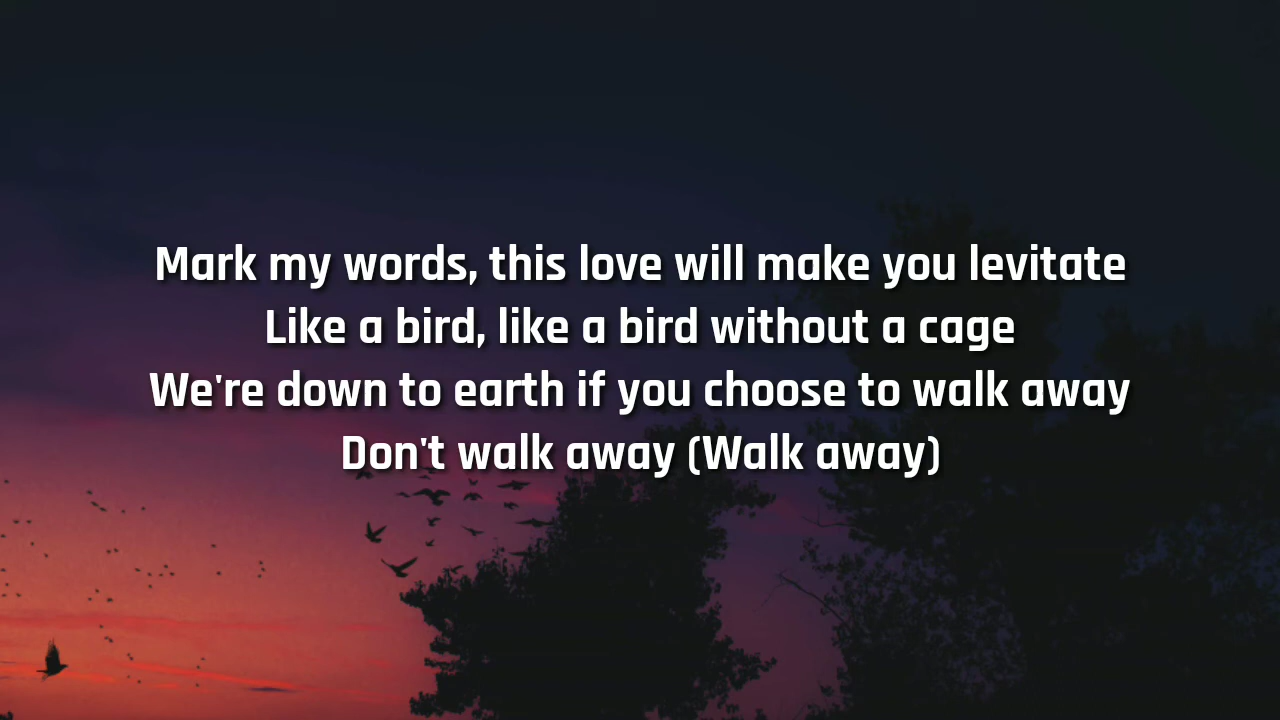 Mark my words, this love will make you levitate
Like a bird, like a bird without a cage
We're down to earth if you choose to walk away
Don't walk away (Walk away)